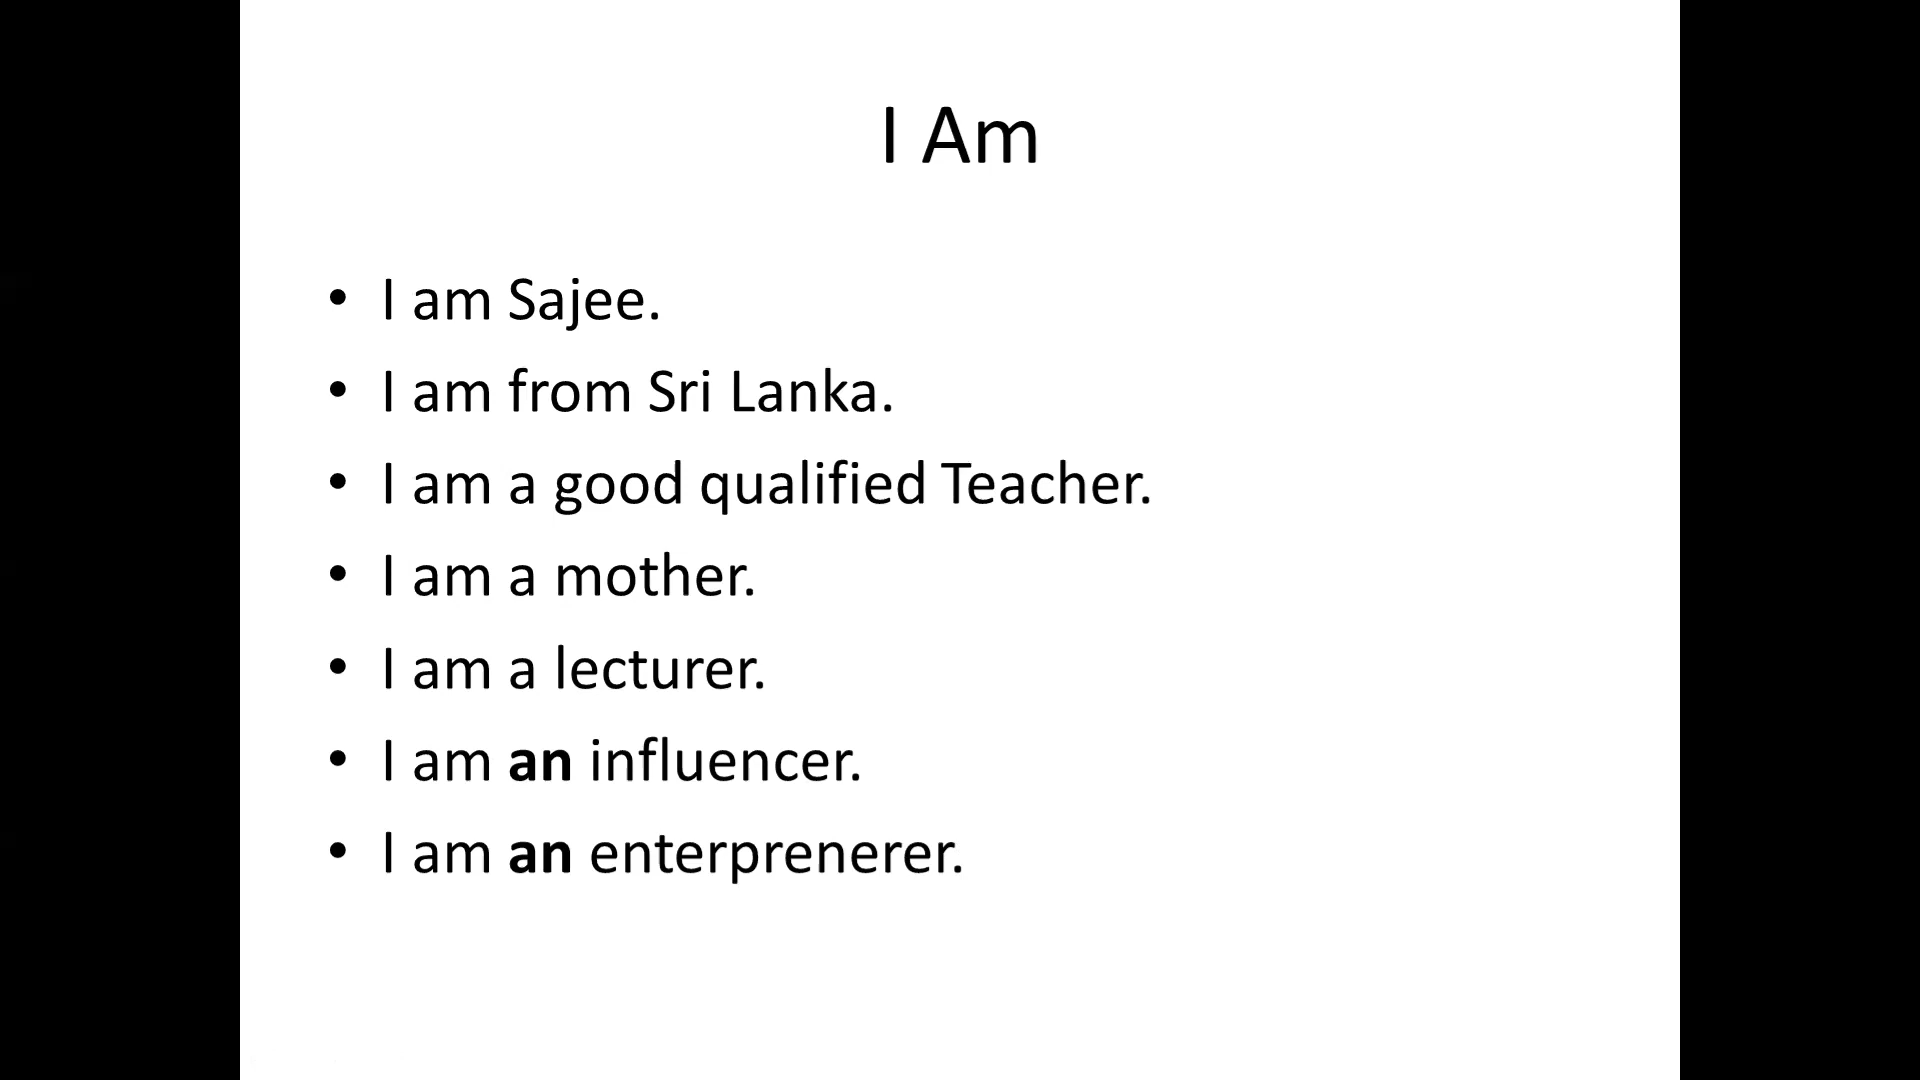 I Am
• I am Sajee.
• I am from Sri Lanka.
• I am a good qualified Teacher.
• I am a mother.
• I am a lecturer.
• I am an influencer.
• I am an enterprenerer.